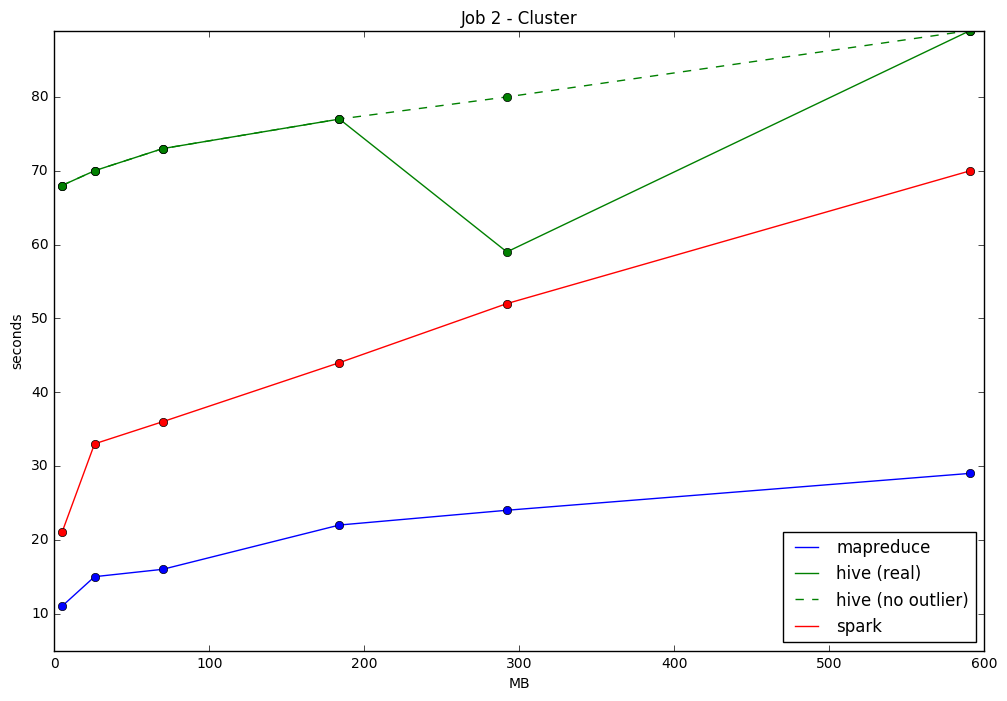 Job 2 - Cluster
seconds
80
70
60
50
40
30
20
10
0 100 200 300 400 500 600
MB
mapreduce
hive (real)
hive (no outlier)
spark